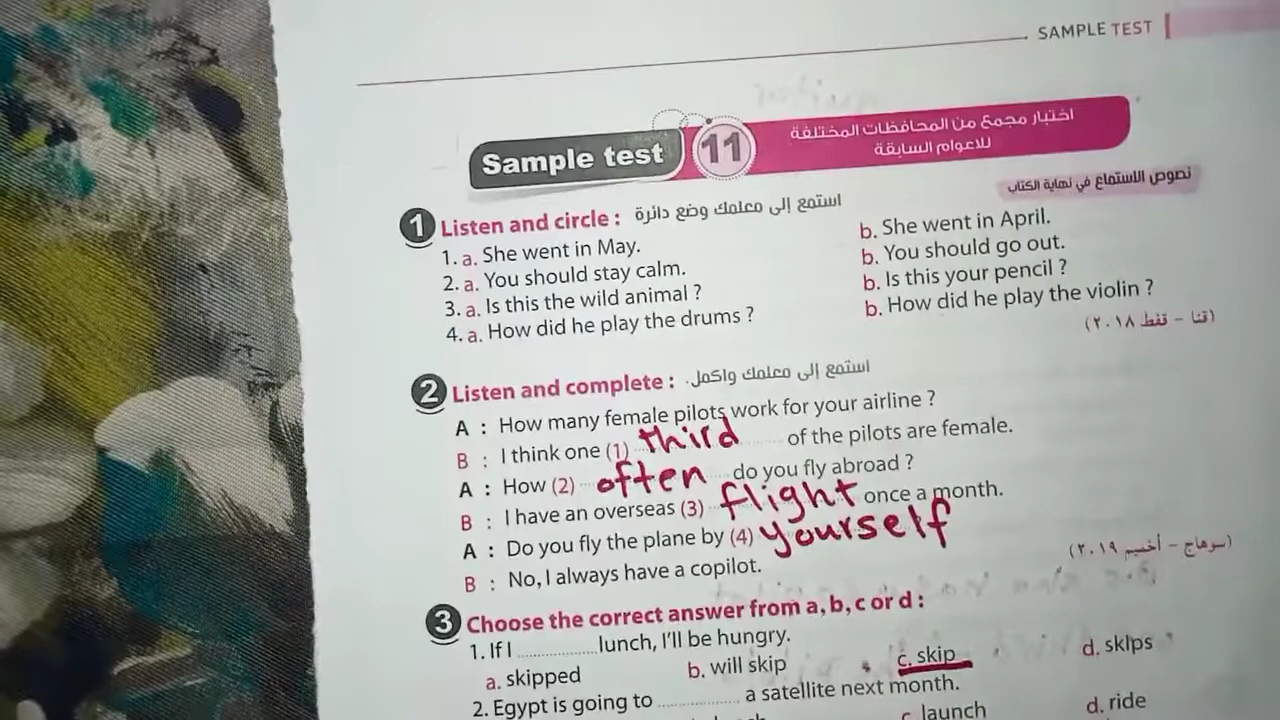 SAMPLE TEST
Sample test 11 اختبار مجمع من المحافظات المختلفة
للاعوام السابقة
نصوص الاستماع في نهاية الكتاب
1 Listen and circle : استمع إلى معلمك وضع دائرة
1. a. She went in May. b. She went in April.
2. a. You should stay calm. b. You should go out.
3. a. Is this the wild animal ? b. Is this your pencil ?
4. a. How did he play the drums ? b. How did he play the violin ?
(قنا - قفط ٢٠١٨)
2 Listen and complete : استمع إلى معلمك واكمل.
A : How many female pilots work for your airline ?
B : I think one (1) third of the pilots are female.
A : How (2) often do you fly abroad ?
B : I have an overseas (3) flight once a month.
A : Do you fly the plane by (4) yourself
B : No, I always have a copilot.
(سوهاج - أخميم ٢٠١٩)
3 Choose the correct answer from a, b, c or d :
1. If I .................. lunch, I'll be hungry.
a. skipped b. will skip c. skip d. skips
2. Egypt is going to .................. a satellite next month.
c. launch d. ride